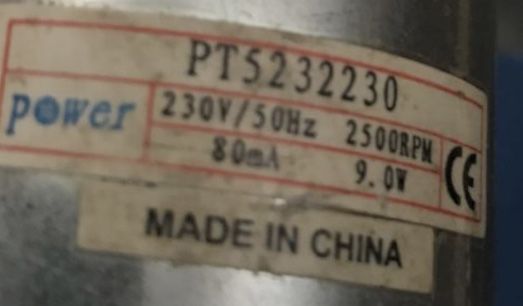 PT5232230
power
230V/50Hz 2500RPM
80mA 9.0W
CE
MADE IN CHINA